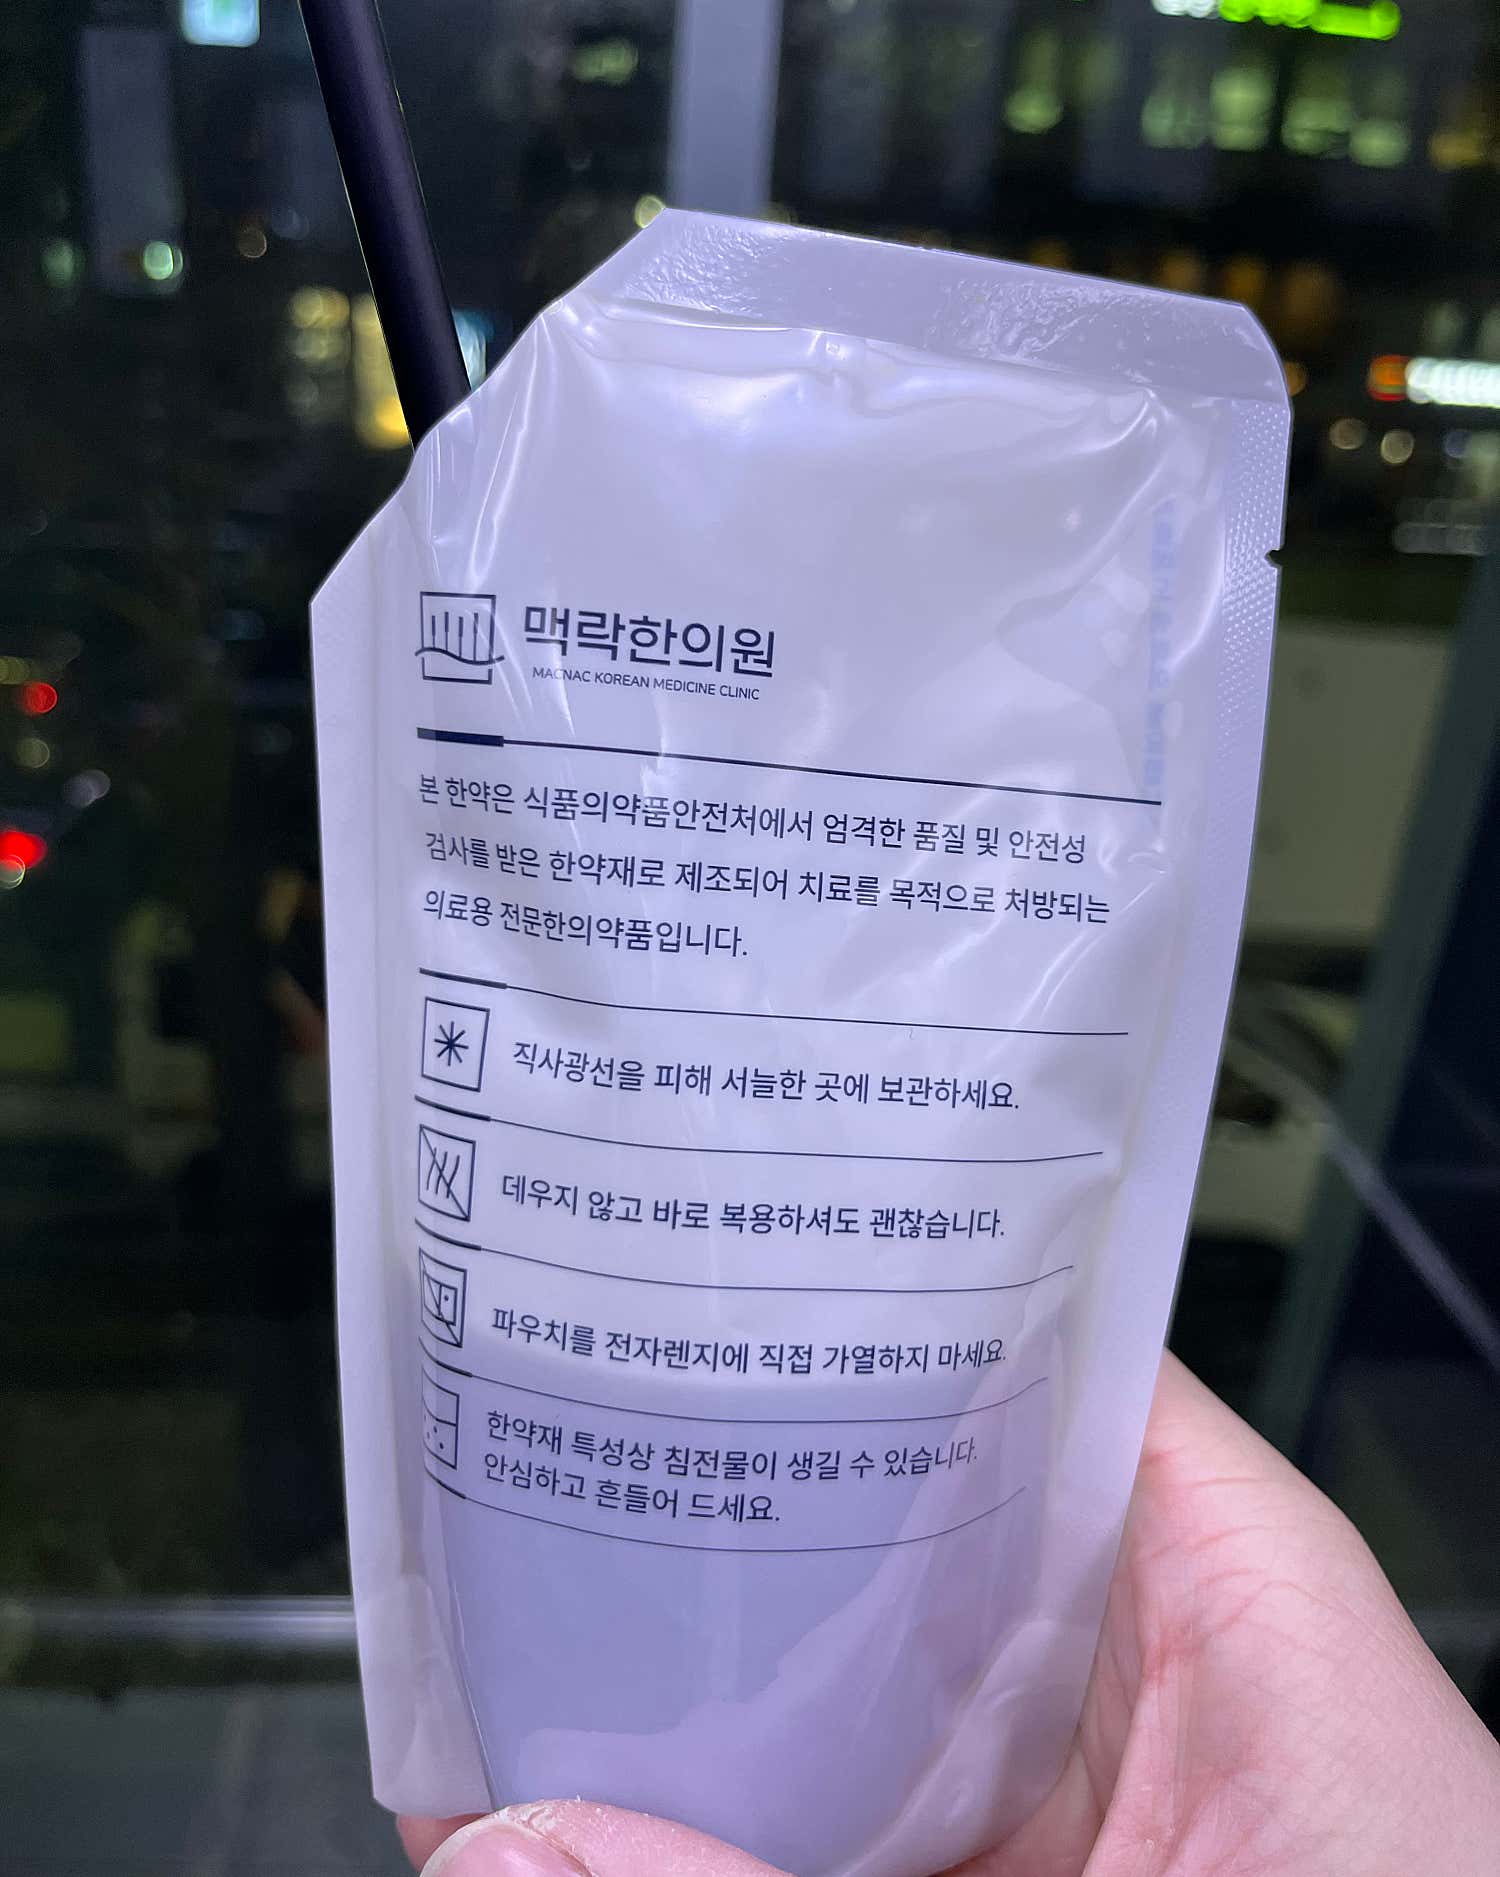 맥락한의원
MACNAC KOREAN MEDICINE CLINIC
본 한약은 식품의약품안전처에서 엄격한 품질 및 안전성
검사를 받은 한약재로 제조되어 치료를 목적으로 처방되는
의료용 전문한의약품입니다.
직사광선을 피해 서늘한 곳에 보관하세요.
데우지 않고 바로 복용하셔도 괜찮습니다.
파우치를 전자렌지에 직접 가열하지 마세요.
한약재 특성상 침전물이 생길 수 있습니다.
안심하고 흔들어 드세요.